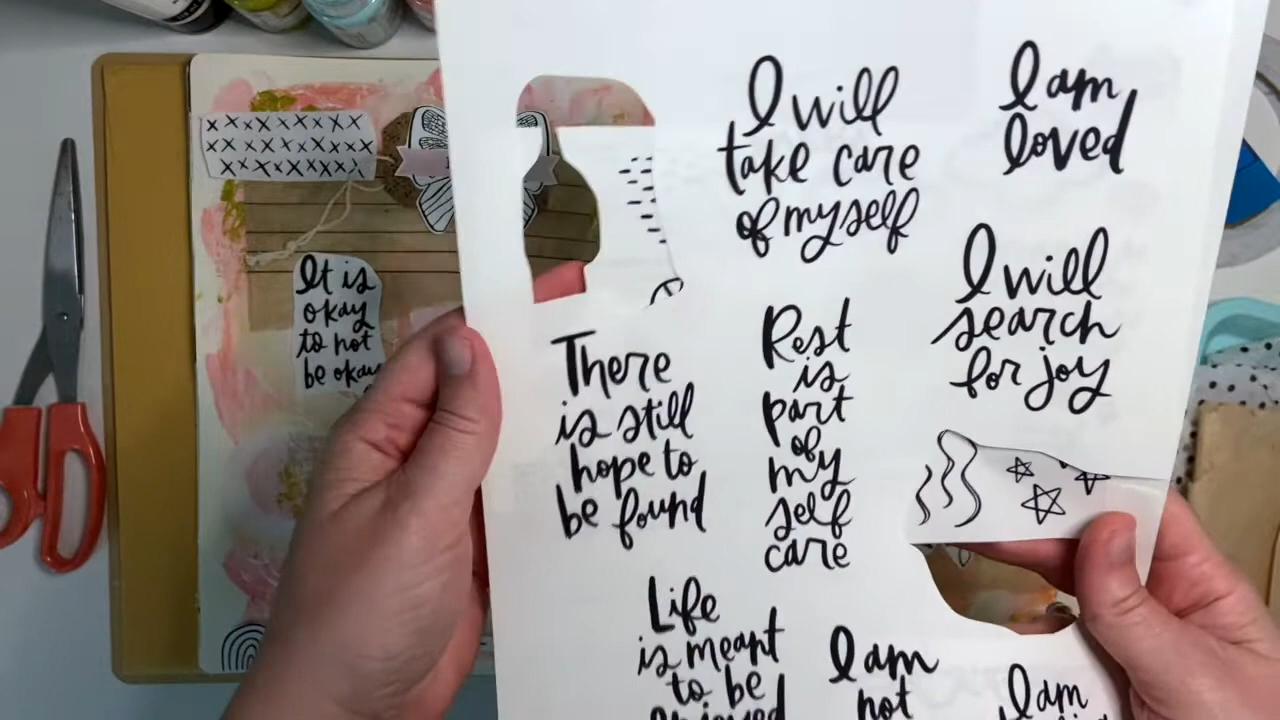 It is
okay
to not
be okay
I will
take care
of myself
I am
loved
I will
search
for joy
There
is still
hope to
be found
Rest
is
part
of
my
self
care
Life
is meant
to be
enjoyed
I am
not
I am